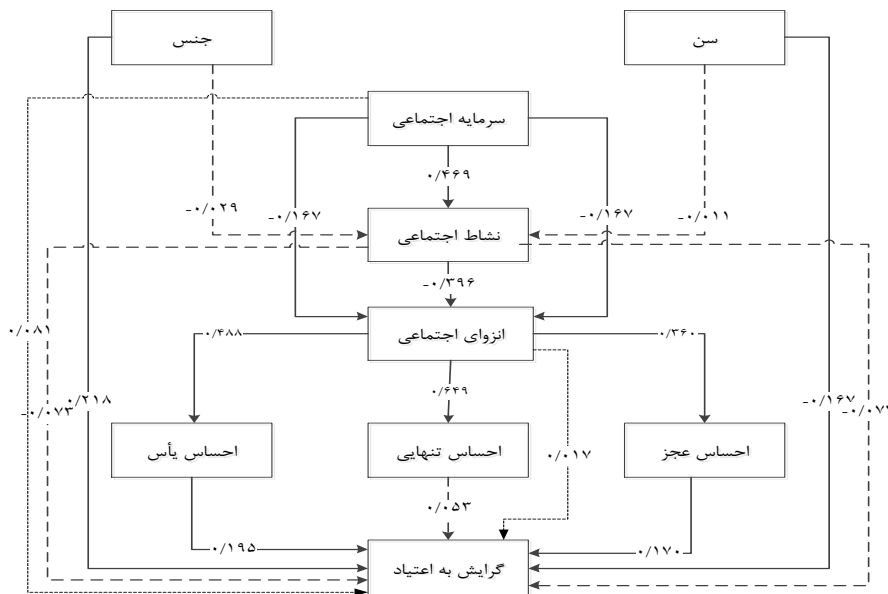 جنس
سن
سرمایه اجتماعی
۰/۴۶۹
-۰/۰۲۹
-۰/۱۶۷
-۰/۱۶۷
-۰/۰۱۱
نشاط اجتماعی
-۰/۳۹۶
انزوای اجتماعی
۰/۰۸۱
۰/۴۸۸
۰/۳۶۰
۰/۶۴۹
-۰/۰۷۳
۰/۲۱۸
-۰/۱۶۷
احساس یأس
احساس تنهایی
احساس عجز
۰/۰۱۷
۰/۰۵۳
۰/۱۹۵
۰/۱۷۰
گرایش به اعتیاد